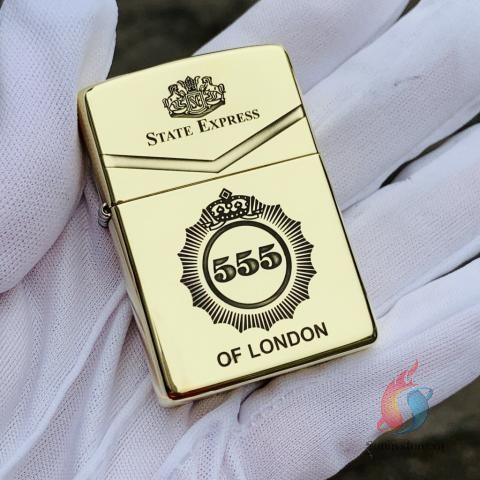 STATE EXPRESS
555
OF LONDON